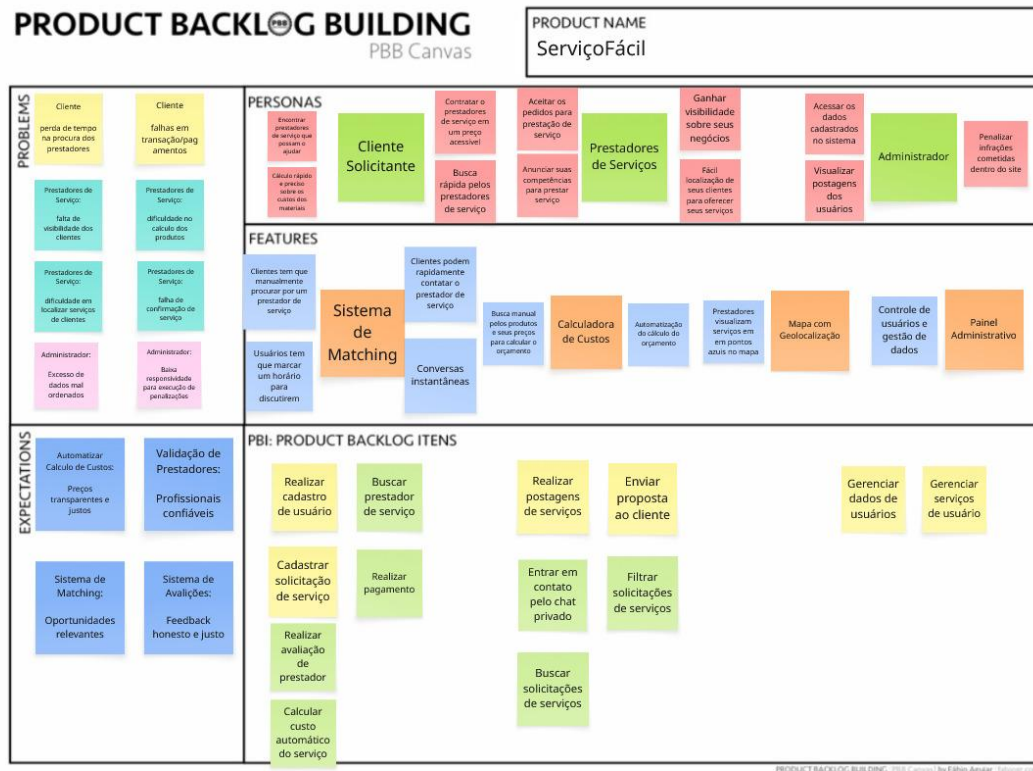 PRODUCT BACKLOG BUILDING
PBB
PBB Canvas
PRODUCT NAME
ServiçoFácil
PROBLEMS
Cliente
perda de tempo
na procura dos
prestadores
Cliente
falhas em
transação/pag
amentos
Prestadores de
Serviço:
falta de
visibilidade dos
clientes
Prestadores de
Serviço:
dificuldade no
calculo dos
produtos
Prestadores de
Serviço:
dificuldade em
localizar serviços
de clientes
Prestadores de
Serviço:
falha de
confirmação de
serviço
Administrador:
Excesso de
dados mal
ordenados
Administrador:
Baixa
responsividade
para execução de
penalizações
PERSONAS
Encontrar
prestadores
de serviço que
possam o
ajudar
Cálculo rápido
e preciso
sobre os
custos dos
materiais
Cliente
Solicitante
Contratar o
prestadores
de serviço em
um preço
acessível
Busca
rápida pelos
prestadores
de serviço
Aceitar os
pedidos para
prestação de
serviço
Anunciar suas
competências
para prestar
serviço
Prestadores
de Serviços
Ganhar
visibilidade
sobre seus
negócios
Fácil
localização de
seus clientes
para oferecer
seus serviços
Acessar os
dados
cadastrados
no sistema
Visualizar
postagens
dos
usuários
Administrador
Penalizar
infrações
cometidas
dentro do site
FEATURES
Clientes tem que
manualmente
procurar por um
prestador de
serviço
Usuários tem
que marcar
um horário
para
discutirem
Sistema
de
Matching
Clientes podem
rapidamente
contatar o
prestador de
serviço
Conversas
instantâneas
Busca manual
pelos produtos
e seus preços
para calcular o
orçamento
Calculadora
de Custos
Automatização
do cálculo do
orçamento
Prestadores
visualizam
serviços em
em pontos
azuis no mapa
Mapa com
Geolocalização
Controle de
usuários e
gestão de
dados
Painel
Administrativo
EXPECTATIONS
Automatizar
Calculo de Custos:
Preços
transparentes e
justos
Validação de
Prestadores:
Profissionais
confiáveis
Sistema de
Matching:
Oportunidades
relevantes
Sistema de
Avalições:
Feedback
honesto e justo
PBI: PRODUCT BACKLOG ITENS
Realizar
cadastro
de usuário
Buscar
prestador
de serviço
Cadastrar
solicitação
de serviço
Realizar
pagamento
Realizar
avaliação
de
prestador
Calcular
custo
automático
do serviço
Realizar
postagens
de serviços
Enviar
proposta
ao cliente
Entrar em
contato
pelo chat
privado
Filtrar
solicitações
de serviços
Buscar
solicitações
de serviços
Gerenciar
dados de
usuários
Gerenciar
serviços
de usuário
PRODUCT BACKLOG BUILDING (PBB Canvas) by Fábio Aguiar